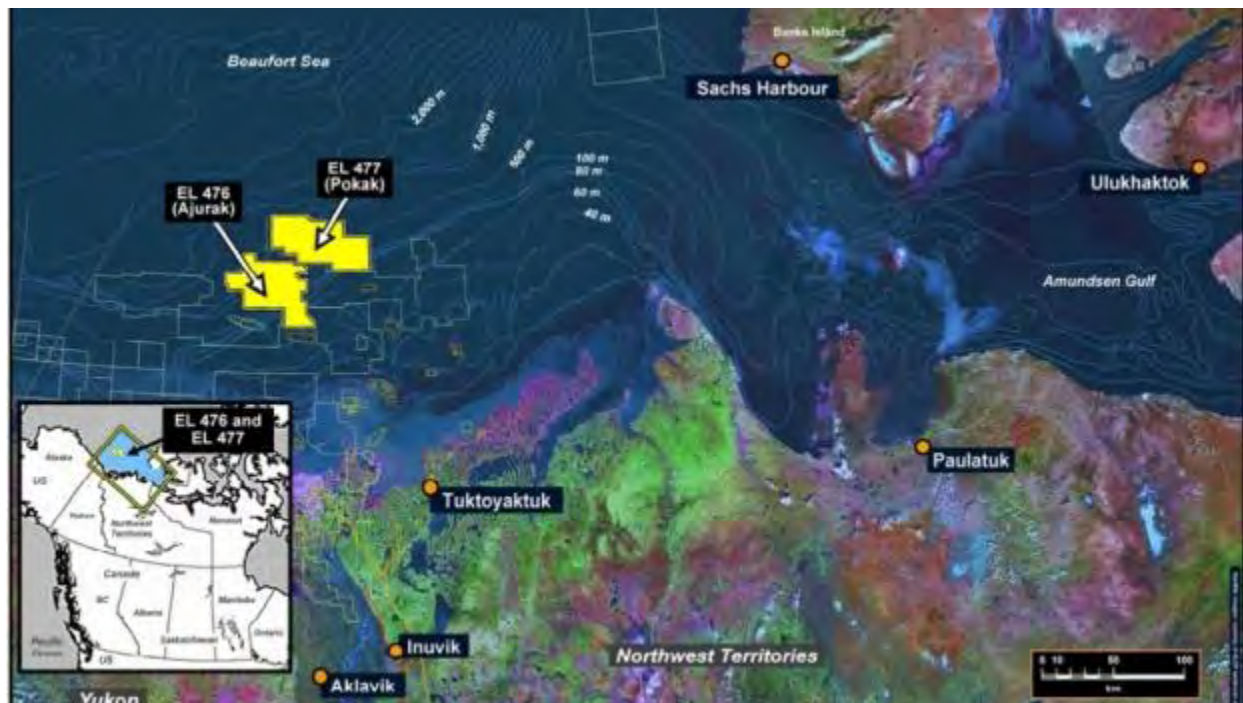 Beaufort Sea
Banks Island
Sachs Harbour
2,000 m
1,000 m
500 m
100 m
80 m
60 m
40 m
EL 477
(Pokak)
EL 476
(Ajurak)
Ulukhaktok
Amundsen Gulf
EL 476 and
EL 477
Alaska
US
Yukon
Northwest
Territories
Nunavut
Canada
BC
Alberta
Saskatchewan
Manitoba
Ontario
Pacific
US
Paulatuk
Tuktoyaktuk
Inuvik
Aklavik
Northwest Territories
Yukon
0 10 50 100
km